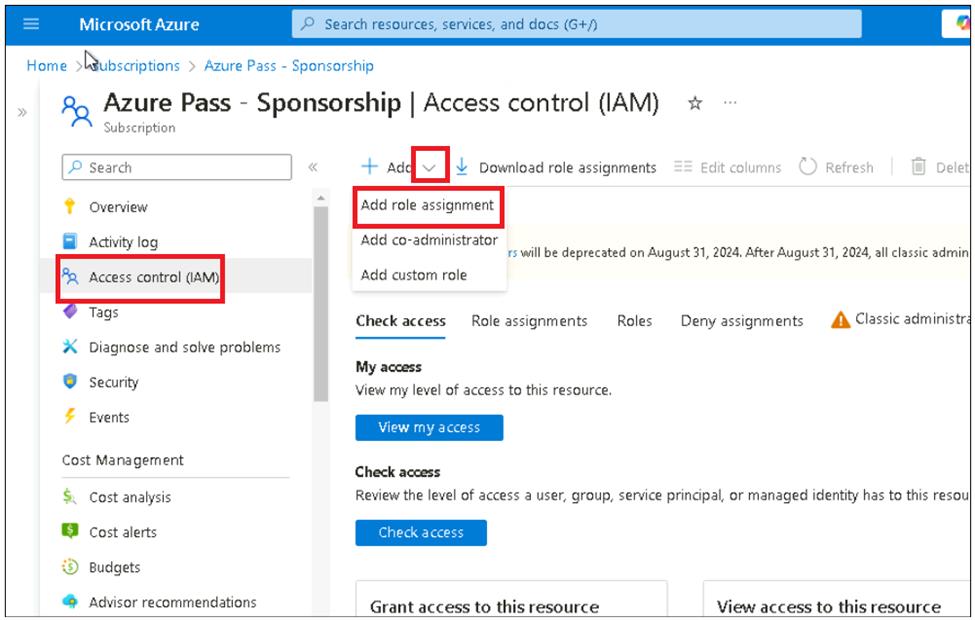 Microsoft Azure
Search resources, services, and docs (G+/)
Home > Subscriptions > Azure Pass - Sponsorship
Azure Pass - Sponsorship | Access control (IAM)
Subscription
Search
Add
Download role assignments
Edit columns
Refresh
Delet
Overview
Activity log
Access control (IAM)
Tags
Diagnose and solve problems
Security
Events
Cost Management
Cost analysis
Cost alerts
Budgets
Advisor recommendations
Add role assignment
Add co-administrator
Add custom role
rs will be deprecated on August 31, 2024. After August 31, 2024, all classic admin
Check access
Role assignments
Roles
Deny assignments
Classic administra
My access
View my level of access to this resource.
View my access
Check access
Review the level of access a user, group, service principal, or managed identity has to this resou
Check access
Grant access to this resource
View access to this resource